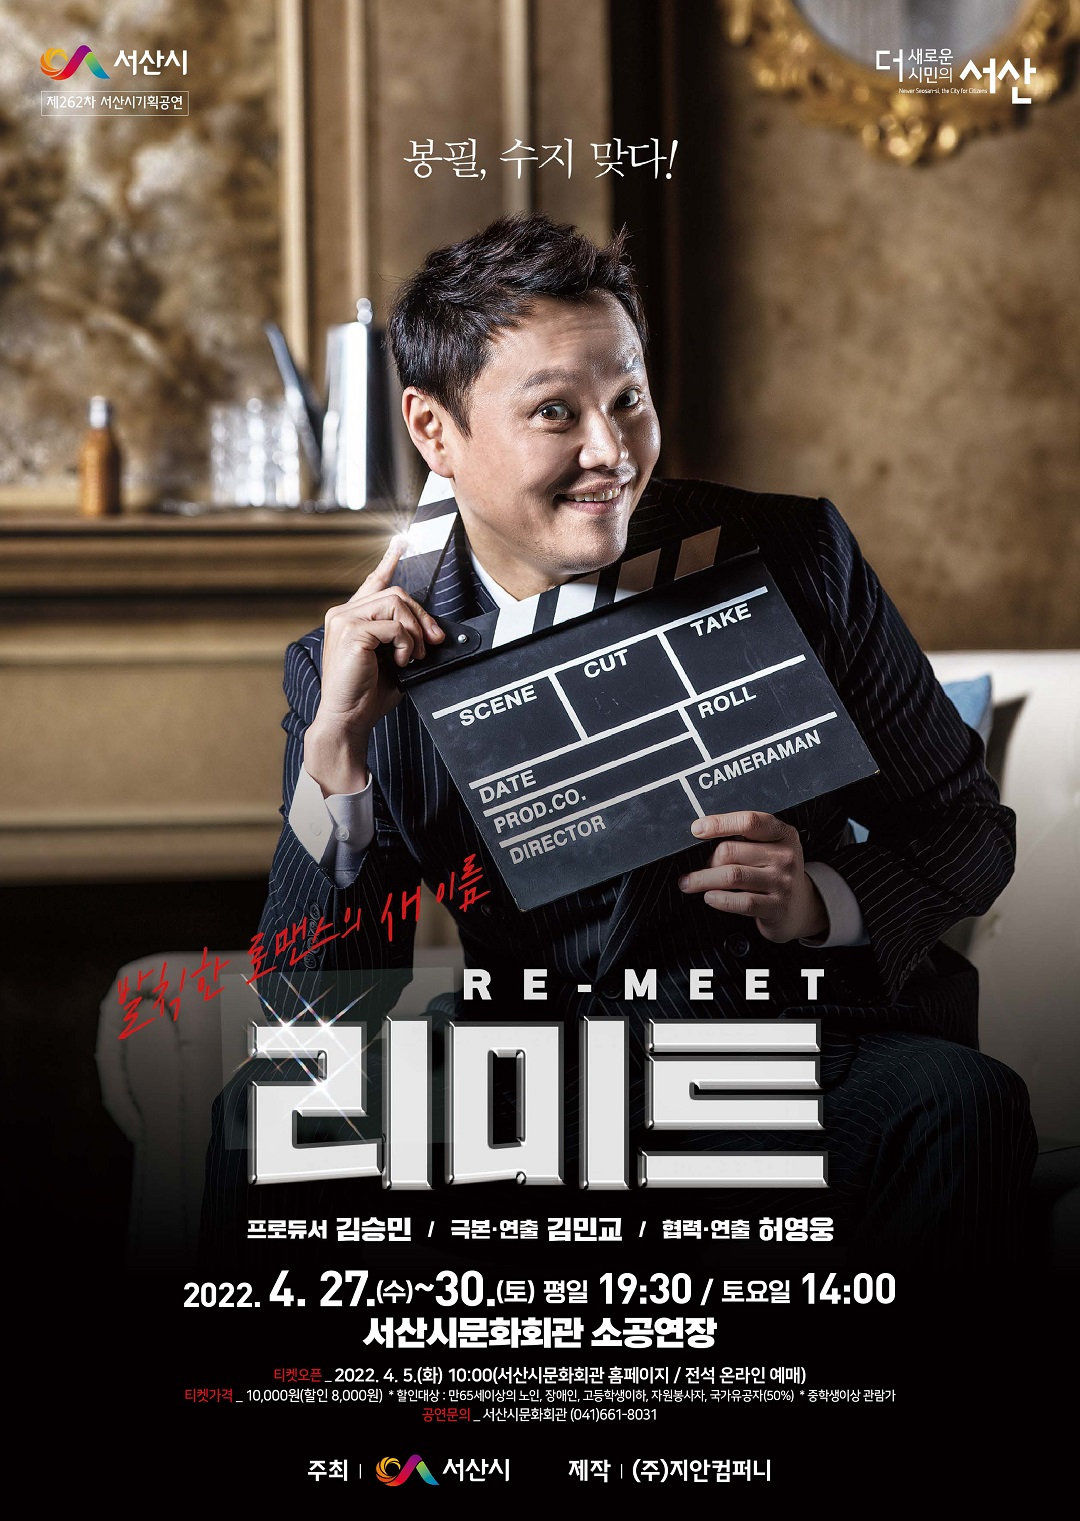 서산시
제262차 서산시기획공연
더 새로운 시민의 서산
Newer Seosan-si, the City for Citizens
봉필, 수지 맞다!
SCENE
CUT
TAKE
ROLL
DATE
PROD.CO.
CAMERAMAN
DIRECTOR
발칙한 로맨스의 새 이름
RE-MEET
리미트
프로듀서 김승민 / 극본·연출 김민교 / 협력·연출 허영웅
2022. 4. 27.(수)~30.(토) 평일 19:30 / 토요일 14:00
서산시문화회관 소공연장
티켓오픈 _ 2022. 4. 5.(화) 10:00(서산시문화회관 홈페이지 / 전석 온라인 예매)
티켓가격 _ 10,000원(할인 8,000원) * 할인대상 : 만65세이상의 노인, 장애인, 고등학생이하, 자원봉사자, 국가유공자(50%) * 중학생이상 관람가
공연문의 _ 서산시문화회관 (041)661-8031
주최 | 서산시 제작 | (주)지안컴퍼니